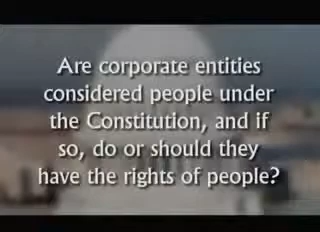 Are corporate entities
considered people under
the Constitution, and if
so, do or should they
have the rights of people?